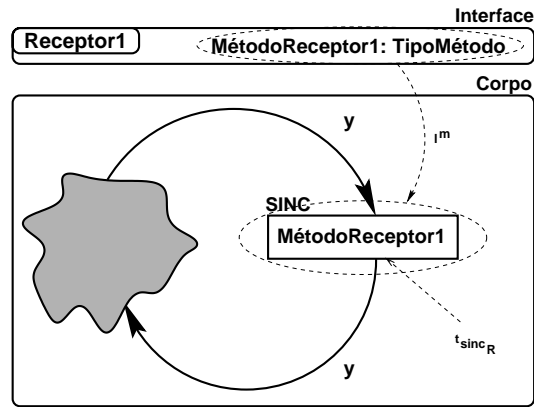 Interface
Receptor1
MétodoReceptor1: TipoMétodo
Corpo
y
I^m
SINC
MétodoReceptor1
t_sinc_R
y